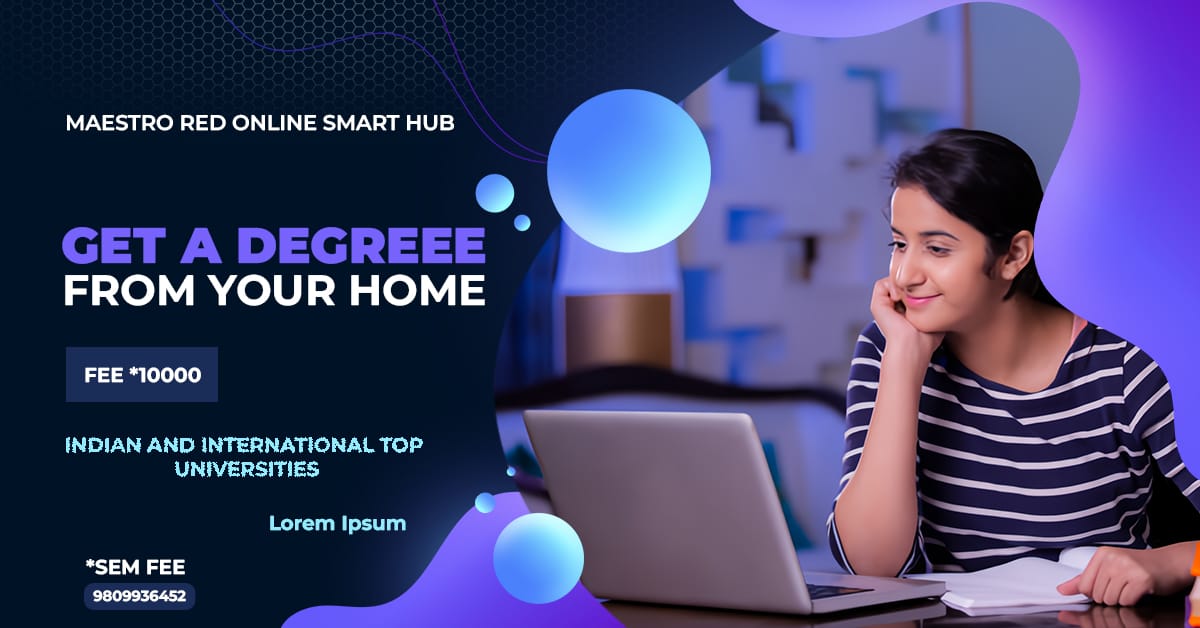 MAESTRO RED ONLINE SMART HUB
GET A DEGREEE
FROM YOUR HOME
FEE *10000
INDIAN AND INTERNATIONAL TOP
UNIVERSITIES
Lorem Ipsum
*SEM FEE
9809936452